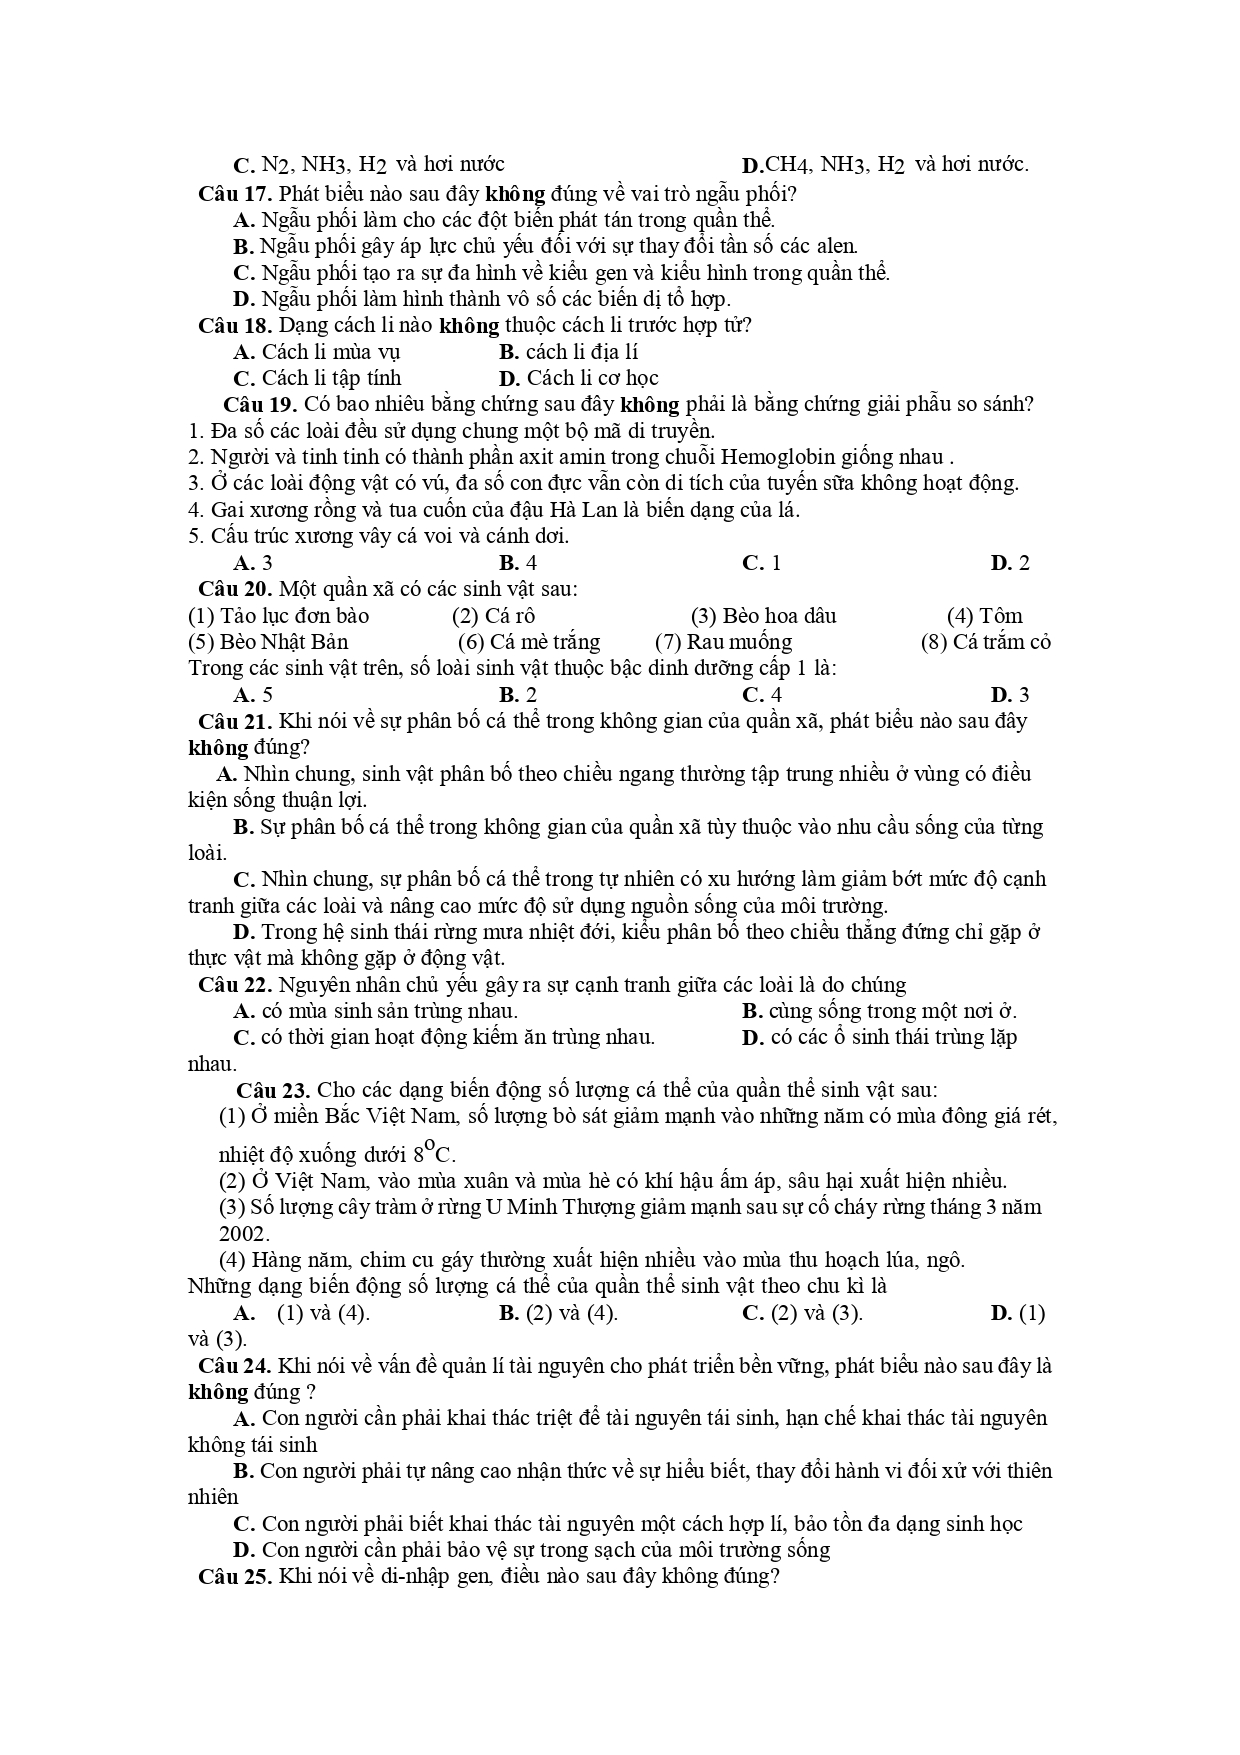 C. N2, NH3, H2 và hơi nước D.CH4, NH3, H2 và hơi nước.
Câu 17. Phát biểu nào sau đây không đúng về vai trò ngẫu phối?
A. Ngẫu phối làm cho các đột biến phát tán trong quần thể.
B. Ngẫu phối gây áp lực chủ yếu đối với sự thay đổi tần số các alen.
C. Ngẫu phối tạo ra sự đa hình về kiểu gen và kiểu hình trong quần thể.
D. Ngẫu phối làm hình thành vô số các biến dị tổ hợp.
Câu 18. Dạng cách li nào không thuộc cách li trước hợp tử?
A. Cách li mùa vụ B. cách li địa lí
C. Cách li tập tính D. Cách li cơ học
Câu 19. Có bao nhiêu bằng chứng sau đây không phải là bằng chứng giải phẫu so sánh?
1. Đa số các loài đều sử dụng chung một bộ mã di truyền.
2. Người và tinh tinh có thành phần axit amin trong chuỗi Hemoglobin giống nhau .
3. Ở các loài động vật có vú, đa số con đực vẫn còn di tích của tuyến sữa không hoạt động.
4. Gai xương rồng và tua cuốn của đậu Hà Lan là biến dạng của lá.
5. Cấu trúc xương vây cá voi và cánh dơi.
A. 3 B. 4 C. 1 D. 2
Câu 20. Một quần xã có các sinh vật sau:
(1) Tảo lục đơn bào (2) Cá rô (3) Bèo hoa dâu (4) Tôm
(5) Bèo Nhật Bản (6) Cá mè trắng (7) Rau muống (8) Cá trắm cỏ
Trong các sinh vật trên, số loài sinh vật thuộc bậc dinh dưỡng cấp 1 là:
A. 5 B. 2 C. 4 D. 3
Câu 21. Khi nói về sự phân bố cá thể trong không gian của quần xã, phát biểu nào sau đây
không đúng?
A. Nhìn chung, sinh vật phân bố theo chiều ngang thường tập trung nhiều ở vùng có điều
kiện sống thuận lợi.
B. Sự phân bố cá thể trong không gian của quần xã tùy thuộc vào nhu cầu sống của từng
loài.
C. Nhìn chung, sự phân bố cá thể trong tự nhiên có xu hướng làm giảm bớt mức độ cạnh
tranh giữa các loài và nâng cao mức độ sử dụng nguồn sống của môi trường.
D. Trong hệ sinh thái rừng mưa nhiệt đới, kiểu phân bố theo chiều thẳng đứng chỉ gặp ở
thực vật mà không gặp ở động vật.
Câu 22. Nguyên nhân chủ yếu gây ra sự cạnh tranh giữa các loài là do chúng
A. có mùa sinh sản trùng nhau. B. cùng sống trong một nơi ở.
C. có thời gian hoạt động kiếm ăn trùng nhau. D. có các ổ sinh thái trùng lặp
nhau.
Câu 23. Cho các dạng biến động số lượng cá thể của quần thể sinh vật sau:
(1) Ở miền Bắc Việt Nam, số lượng bò sát giảm mạnh vào những năm có mùa đông giá rét,
nhiệt độ xuống dưới 8⁰C.
(2) Ở Việt Nam, vào mùa xuân và mùa hè có khí hậu ấm áp, sâu hại xuất hiện nhiều.
(3) Số lượng cây tràm ở rừng U Minh Thượng giảm mạnh sau sự cố cháy rừng tháng 3 năm
2002.
(4) Hàng năm, chim cu gáy thường xuất hiện nhiều vào mùa thu hoạch lúa, ngô.
Những dạng biến động số lượng cá thể của quần thể sinh vật theo chu kì là
A. (1) và (4). B. (2) và (4). C. (2) và (3). D. (1)
và (3).
Câu 24. Khi nói về vấn đề quản lí tài nguyên cho phát triển bền vững, phát biểu nào sau đây là
không đúng ?
A. Con người cần phải khai thác triệt để tài nguyên tái sinh, hạn chế khai thác tài nguyên
không tái sinh
B. Con người phải tự nâng cao nhận thức về sự hiểu biết, thay đổi hành vi đối xử với thiên
nhiên
C. Con người phải biết khai thác tài nguyên một cách hợp lí, bảo tồn đa dạng sinh học
D. Con người cần phải bảo vệ sự trong sạch của môi trường sống
Câu 25. Khi nói về di-nhập gen, điều nào sau đây không đúng?